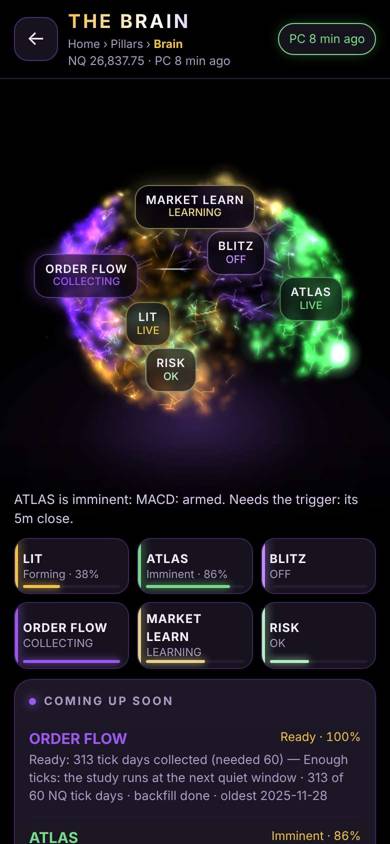 THE BRAIN
Home › Pillars › Brain
NQ 26,837.75 · PC 8 min ago
PC 8 min ago
MARKET LEARN
LEARNING
BLITZ
OFF
ORDER FLOW
COLLECTING
ATLAS
LIVE
LIT
LIVE
RISK
OK
ATLAS is imminent: MACD: armed. Needs the trigger: its
5m close.
LIT
Forming · 38%
ATLAS
Imminent · 86%
BLITZ
OFF
ORDER FLOW
COLLECTING
MARKET
LEARN
LEARNING
RISK
OK
COMING UP SOON
ORDER FLOW
Ready · 100%
Ready: 313 tick days collected (needed 60) — Enough
ticks: the study runs at the next quiet window · 313 of
60 NQ tick days · backfill done · oldest 2025-11-28
ATLAS
Imminent · 86%